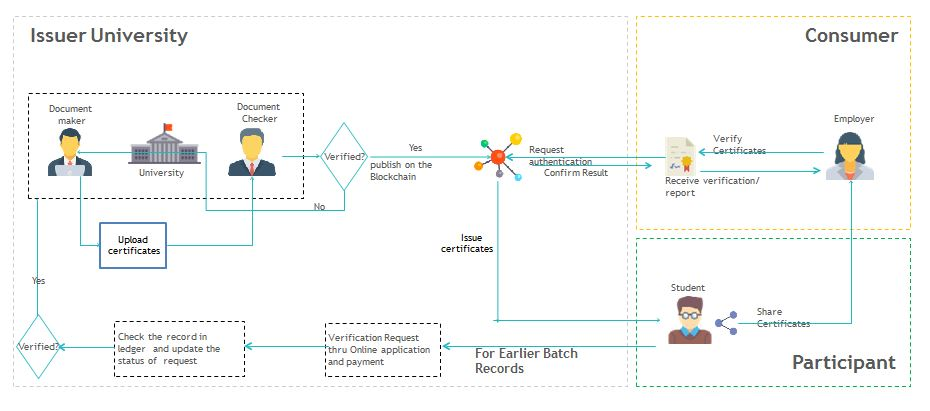 Issuer University
Consumer
Document
maker
Document
Checker
University
Verified?
Yes
publish on the
Blockchain
No
Upload
certificates
Request
authentication
Confirm Result
Verify
Certificates
Receive verification/
report
Employer
Issue
certificates
Student
Share
Certificates
Participant
For Earlier Batch
Records
Verification Request
thru Online application
and payment
Check the record in
ledger and update the
status of request
Verified?
Yes